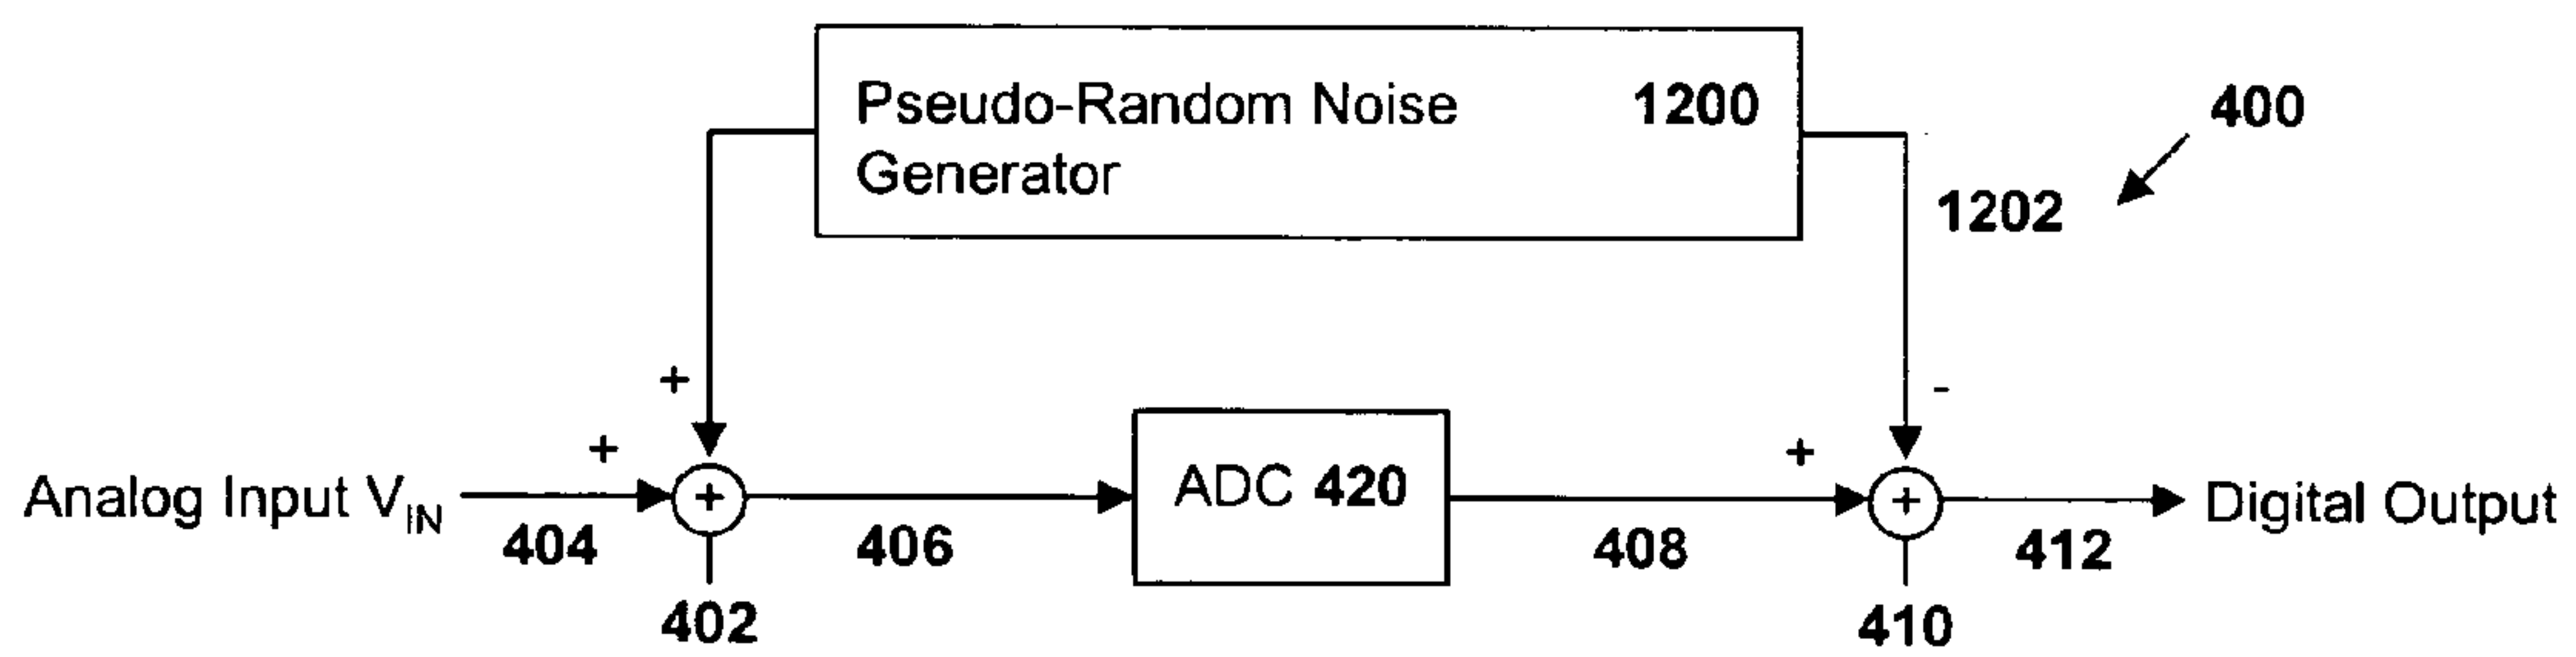 Pseudo-Random Noise 1200
Generator
400
1202
+
-
+
+
Analog Input VIN
+
ADC 420
+
Digital Output
404
406
408
412
402
410